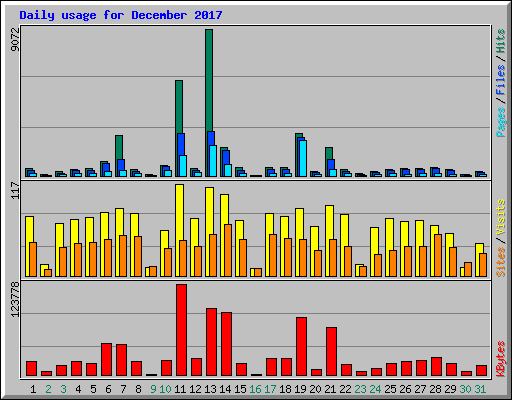 Daily usage for December 2017
9072
Pages / Files / Hits
117
Sites / Visits
123778
KBytes
1 2 3 4 5 6 7 8 9 10 11 12 13 14 15 16 17 18 19 20 21 22 23 24 25 26 27 28 29 30 31